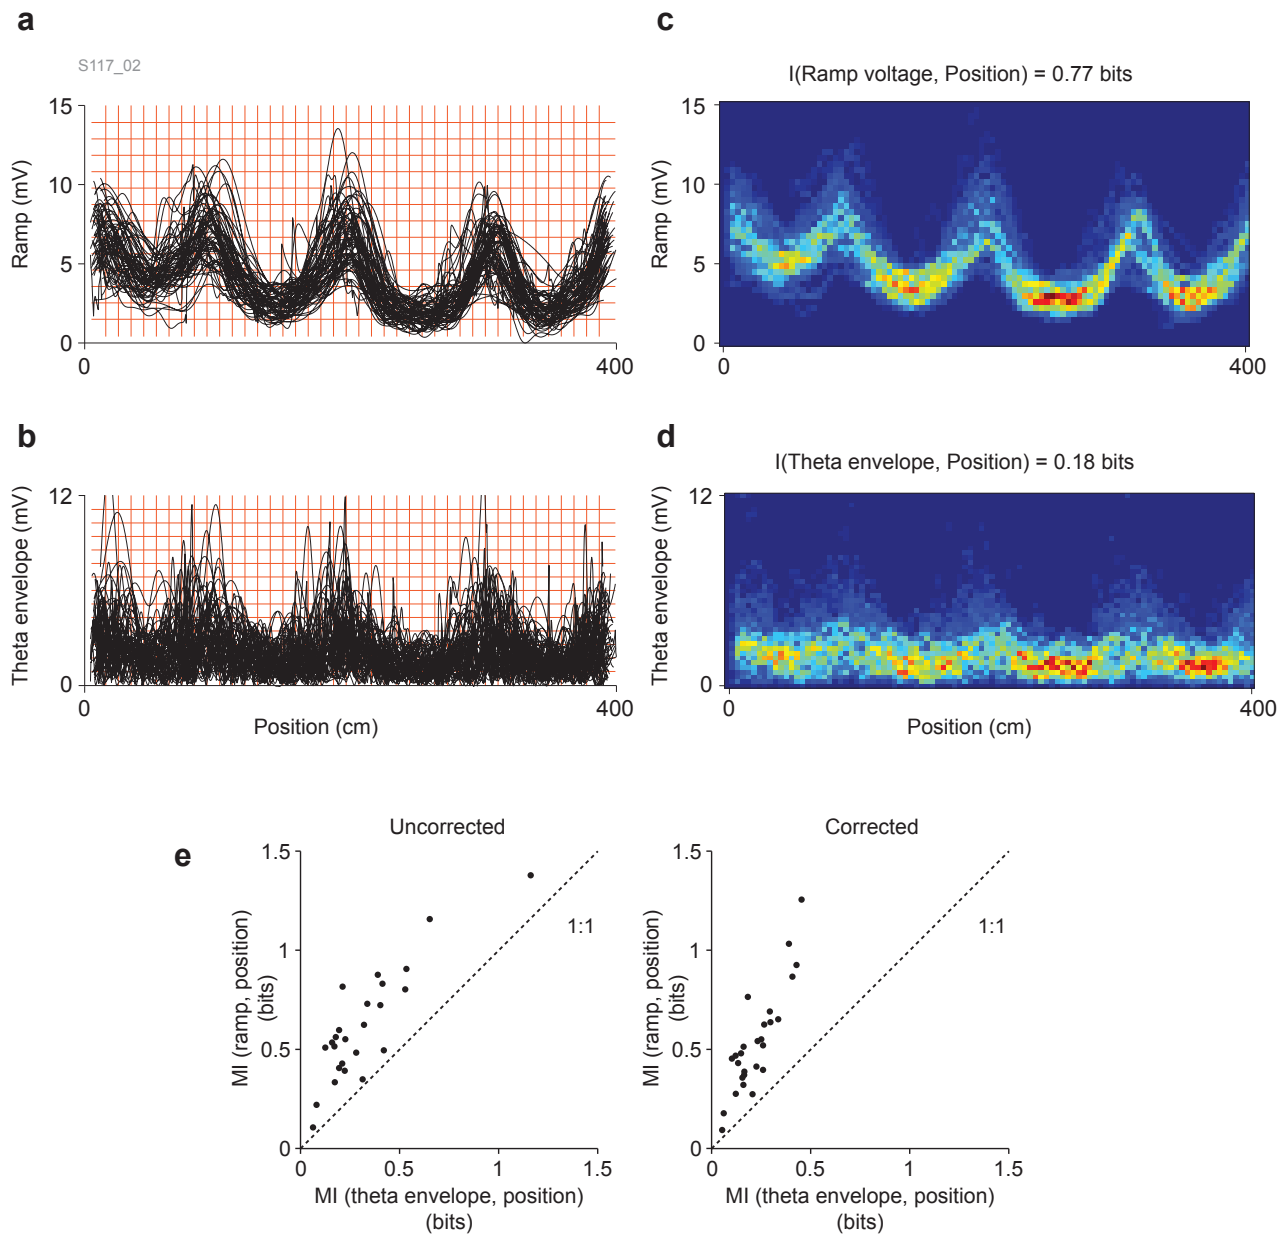 a
S117_02
15
10
5
0
Ramp (mV)
0
400
c
I(Ramp voltage, Position) = 0.77 bits
15
10
5
0
Ramp (mV)
0
400
b
12
0
Theta envelope (mV)
0
400
Position (cm)
d
I(Theta envelope, Position) = 0.18 bits
12
0
Theta envelope (mV)
0
400
Position (cm)
e
Uncorrected
1.5
1
0.5
0
MI (ramp, position)
(bits)
1:1
0
0.5
1
1.5
MI (theta envelope, position)
(bits)
Corrected
1.5
1
0.5
0
MI (ramp, position)
(bits)
1:1
0
0.5
1
1.5
MI (theta envelope, position)
(bits)